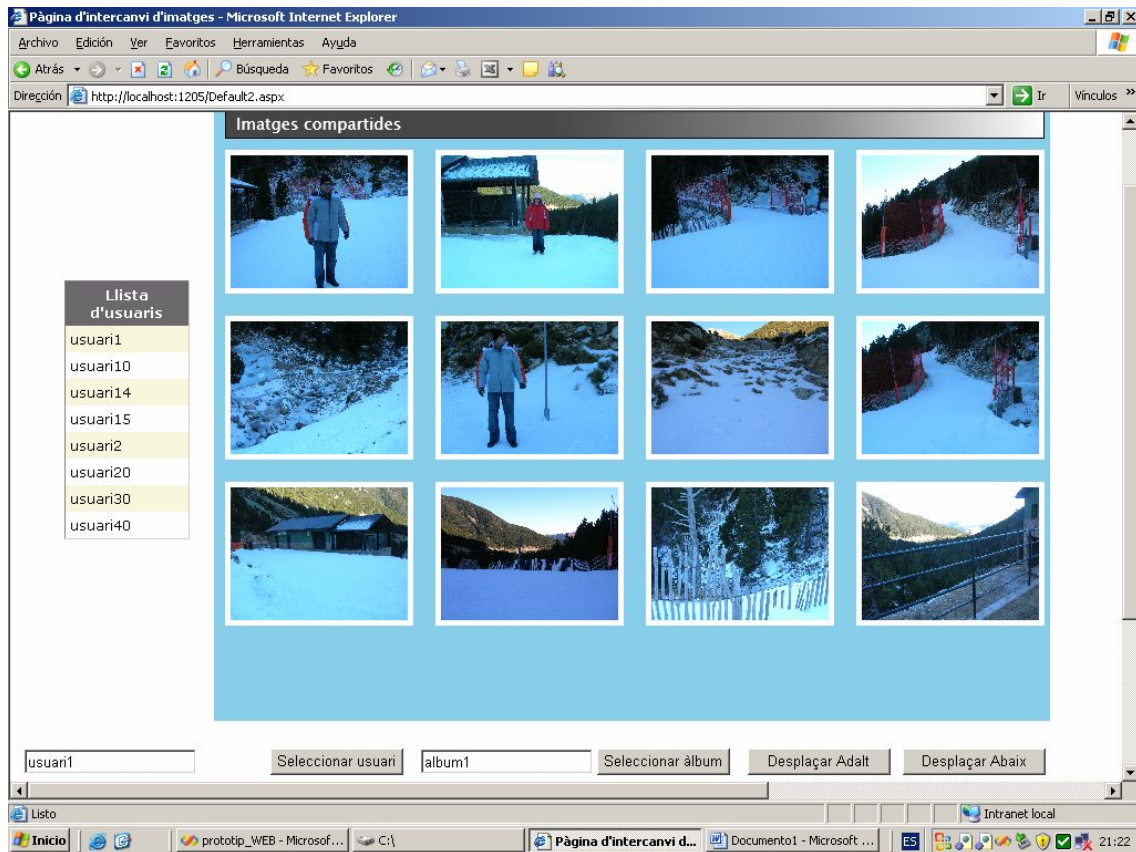 Pàgina d'intercanvi d'imatges - Microsoft Internet Explorer
Archivo Edición Ver Favoritos Herramientas Ayuda
Atrás Búsqueda Favoritos
Dirección http://localhost:1205/Default2.aspx Ir Vínculos »
Imatges compartides
Llista
d'usuaris
usuari1
usuari10
usuari14
usuari15
usuari2
usuari20
usuari30
usuari40
usuari1 Seleccionar usuari album1 Seleccionar àlbum Desplaçar Adalt Desplaçar Abaix
Listo Intranet local
Inicio prototip_WEB - Microsof... C:\ Pàgina d'intercanvi d... Documento1 - Microsoft ... ES 21:22